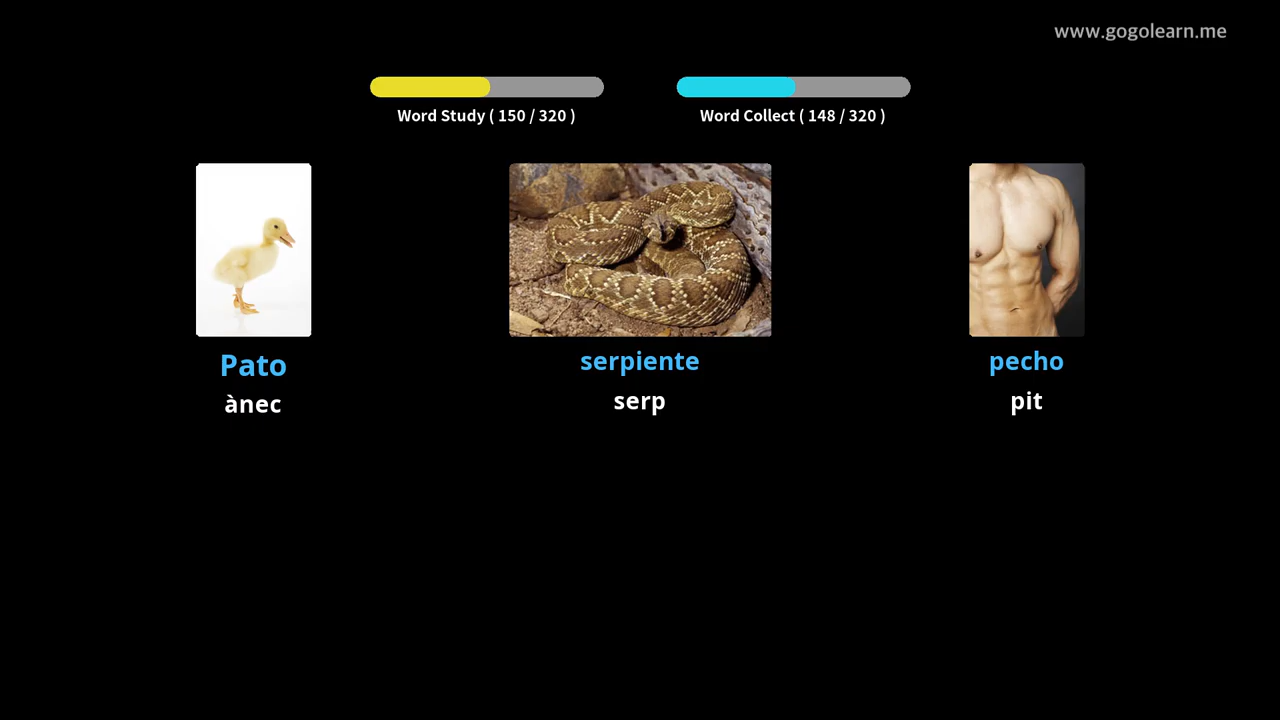 www.gogolearn.me
Word Study ( 150 / 320 )
Word Collect ( 148 / 320 )
Pato
ànec
serpiente
serp
pecho
pit